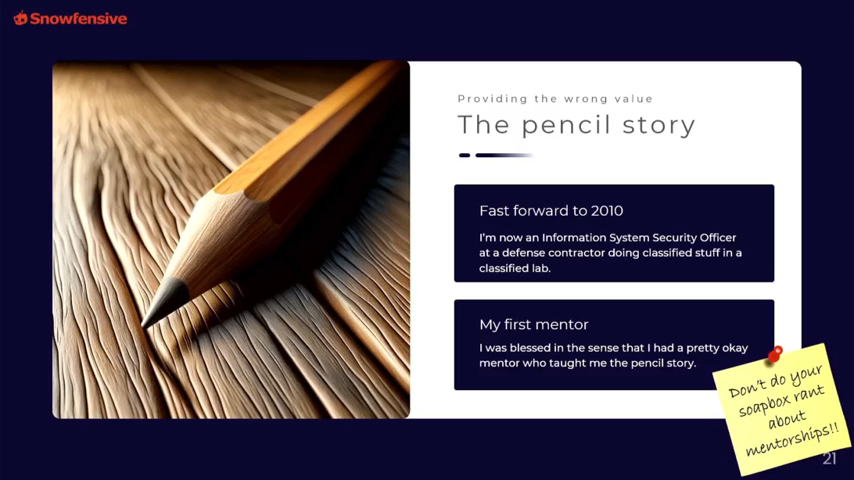 Snowfensive
Providing the wrong value
The pencil story
Fast forward to 2010
I'm now an Information System Security Officer
at a defense contractor doing classified stuff in a
classified lab.
My first mentor
I was blessed in the sense that I had a pretty okay
mentor who taught me the pencil story.
Don't do your
soapbox rant
about
mentorships!!
21